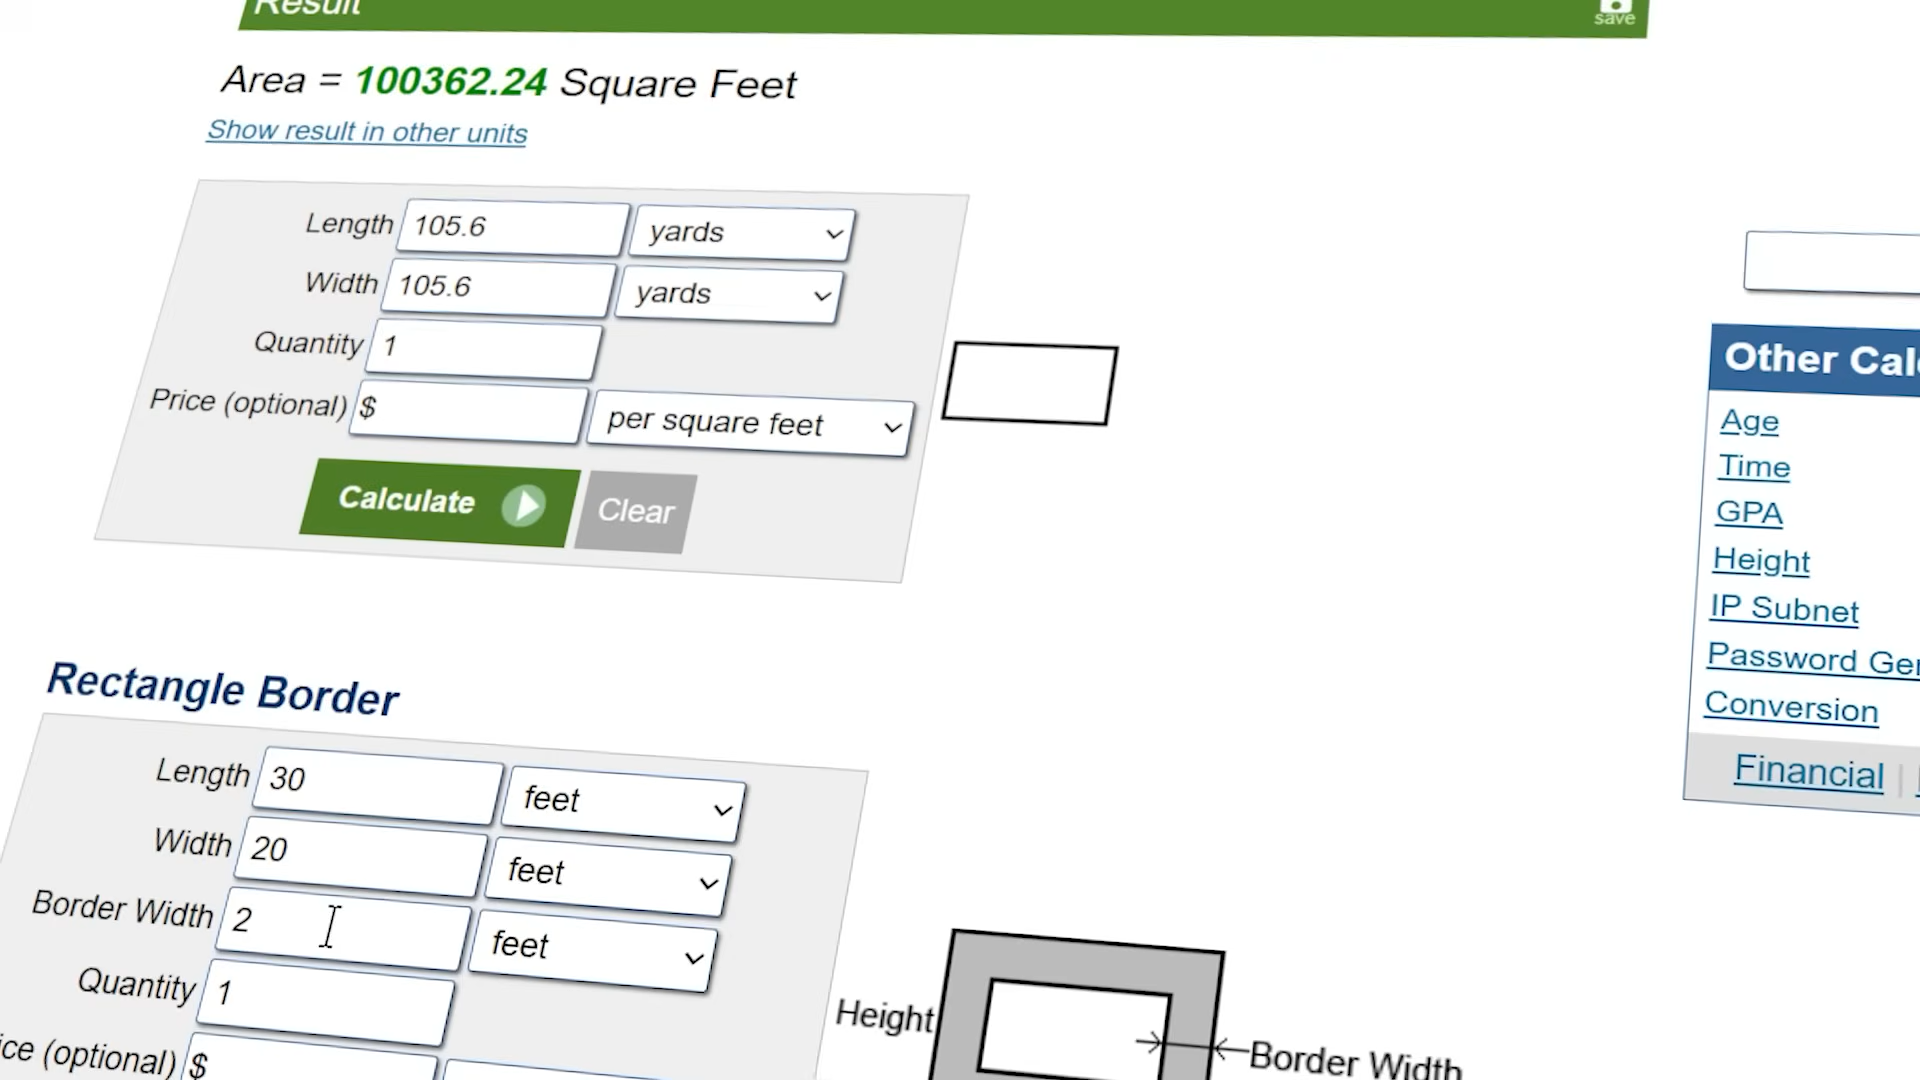 Result
save
Area = 100362.24 Square Feet
Show result in other units
Length 105.6 yards
Width 105.6 yards
Quantity 1
Price (optional) $ per square feet
Calculate Clear
Rectangle Border
Length 30 feet
Width 20 feet
Border Width 2 feet
Quantity 1
ice (optional) $
Height
Border Width
Other Cal
Age
Time
GPA
Height
IP Subnet
Password Ger
Conversion
Financial